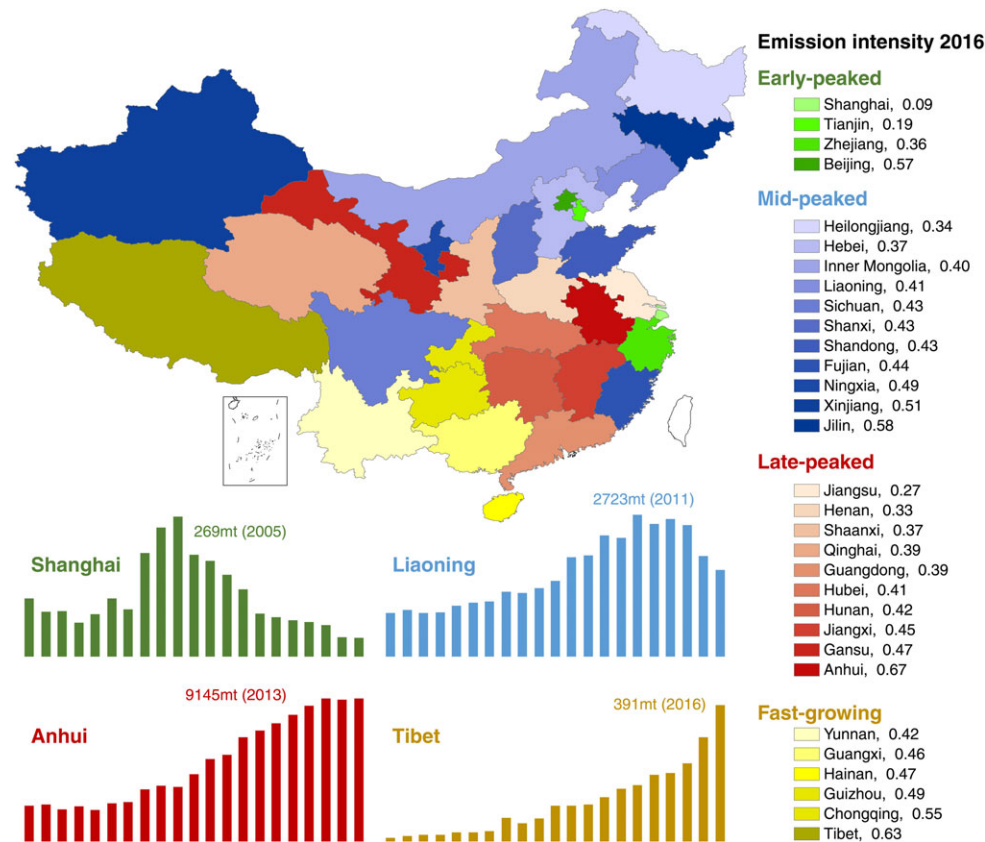 Emission intensity 2016
Early-peaked
Shanghai, 0.09
Tianjin, 0.19
Zhejiang, 0.36
Beijing, 0.57
Mid-peaked
Heilongjiang, 0.34
Hebei, 0.37
Inner Mongolia, 0.40
Liaoning, 0.41
Sichuan, 0.43
Shanxi, 0.43
Shandong, 0.43
Fujian, 0.44
Ningxia, 0.49
Xinjiang, 0.51
Jilin, 0.58
Late-peaked
Jiangsu, 0.27
Henan, 0.33
Shaanxi, 0.37
Qinghai, 0.39
Guangdong, 0.39
Hubei, 0.41
Hunan, 0.42
Jiangxi, 0.45
Gansu, 0.47
Anhui, 0.67
Fast-growing
Yunnan, 0.42
Guangxi, 0.46
Hainan, 0.47
Guizhou, 0.49
Chongqing, 0.55
Tibet, 0.63
269mt (2005)
Shanghai
2723mt (2011)
Liaoning
9145mt (2013)
Anhui
391mt (2016)
Tibet